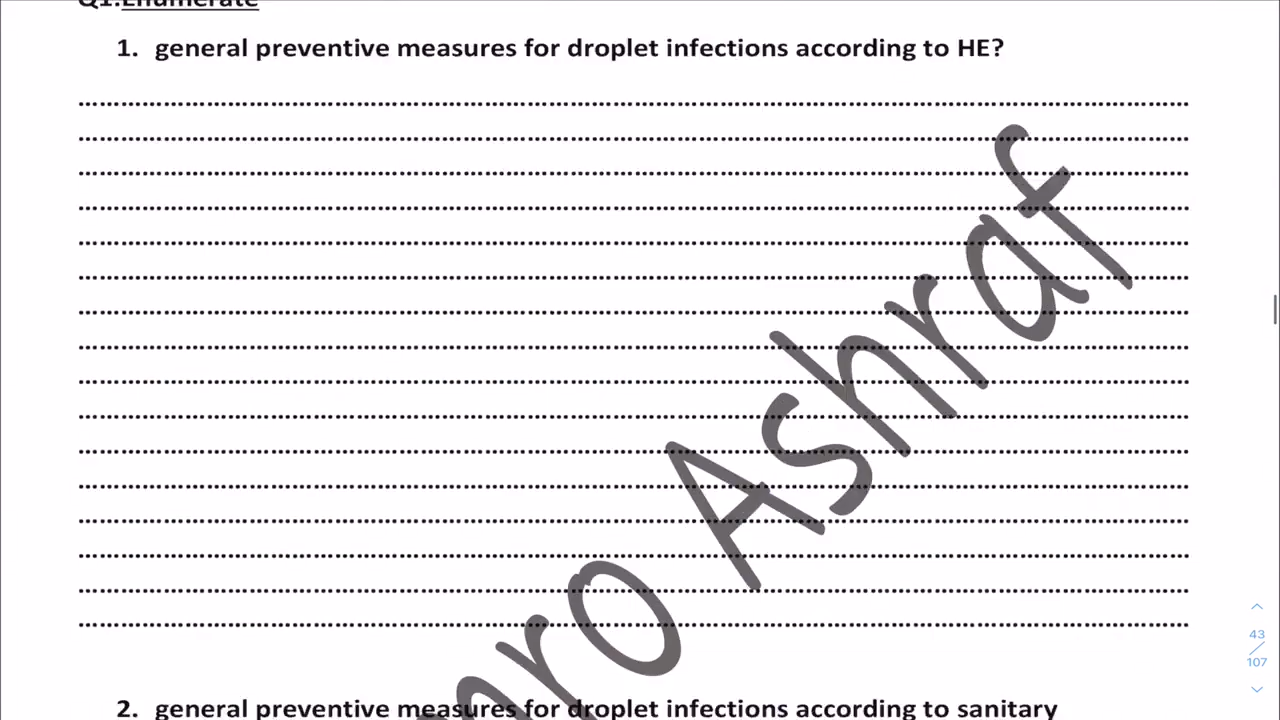 Q1:Enumerate
1. general preventive measures for droplet infections according to HE?
Ashraf
2. general preventive measures for droplet infections according to sanitary
43
107